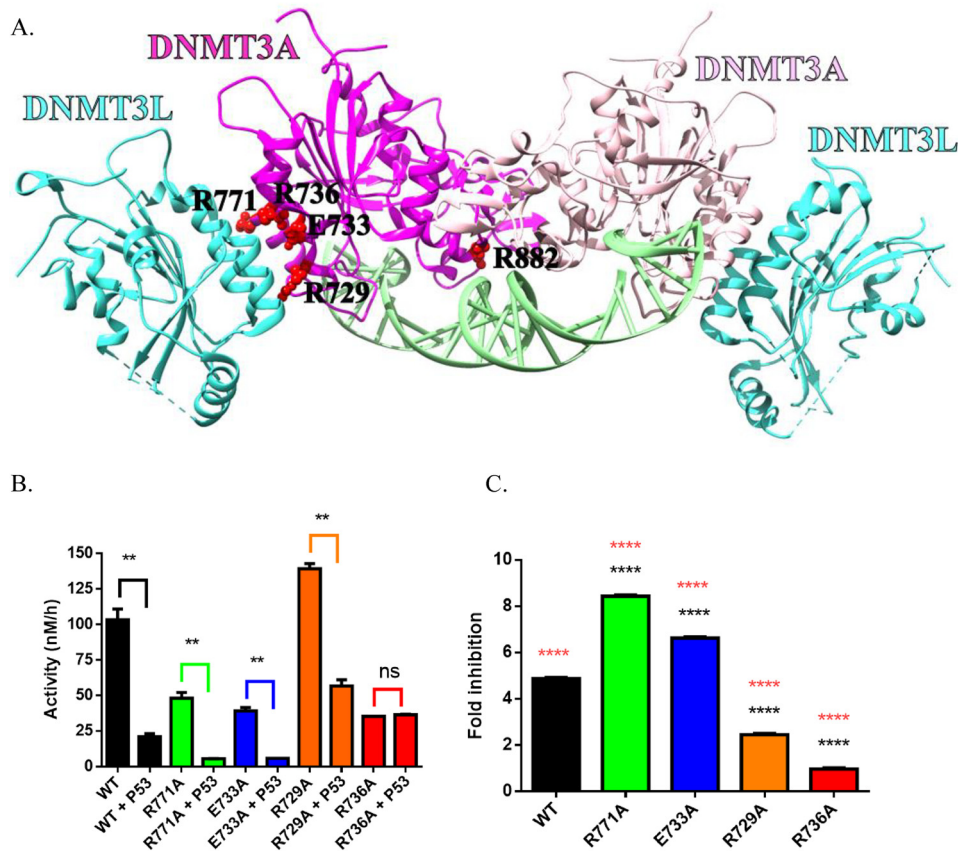 A.
DNMT3A
DNMT3A
DNMT3L
DNMT3L
R771
R736
E733
R882
R729
B.
C.
Activity (nM/h)
150
125
100
75
50
25
0
**
**
**
**
ns
WT
WT + P53
R771A
R771A + P53
E733A
E733A + P53
R729A
R729A + P53
R736A
R736A + P53
Fold inhibition
10
8
6
4
2
0
****
****
****
****
****
****
****
****
****
WT
R771A
E733A
R729A
R736A